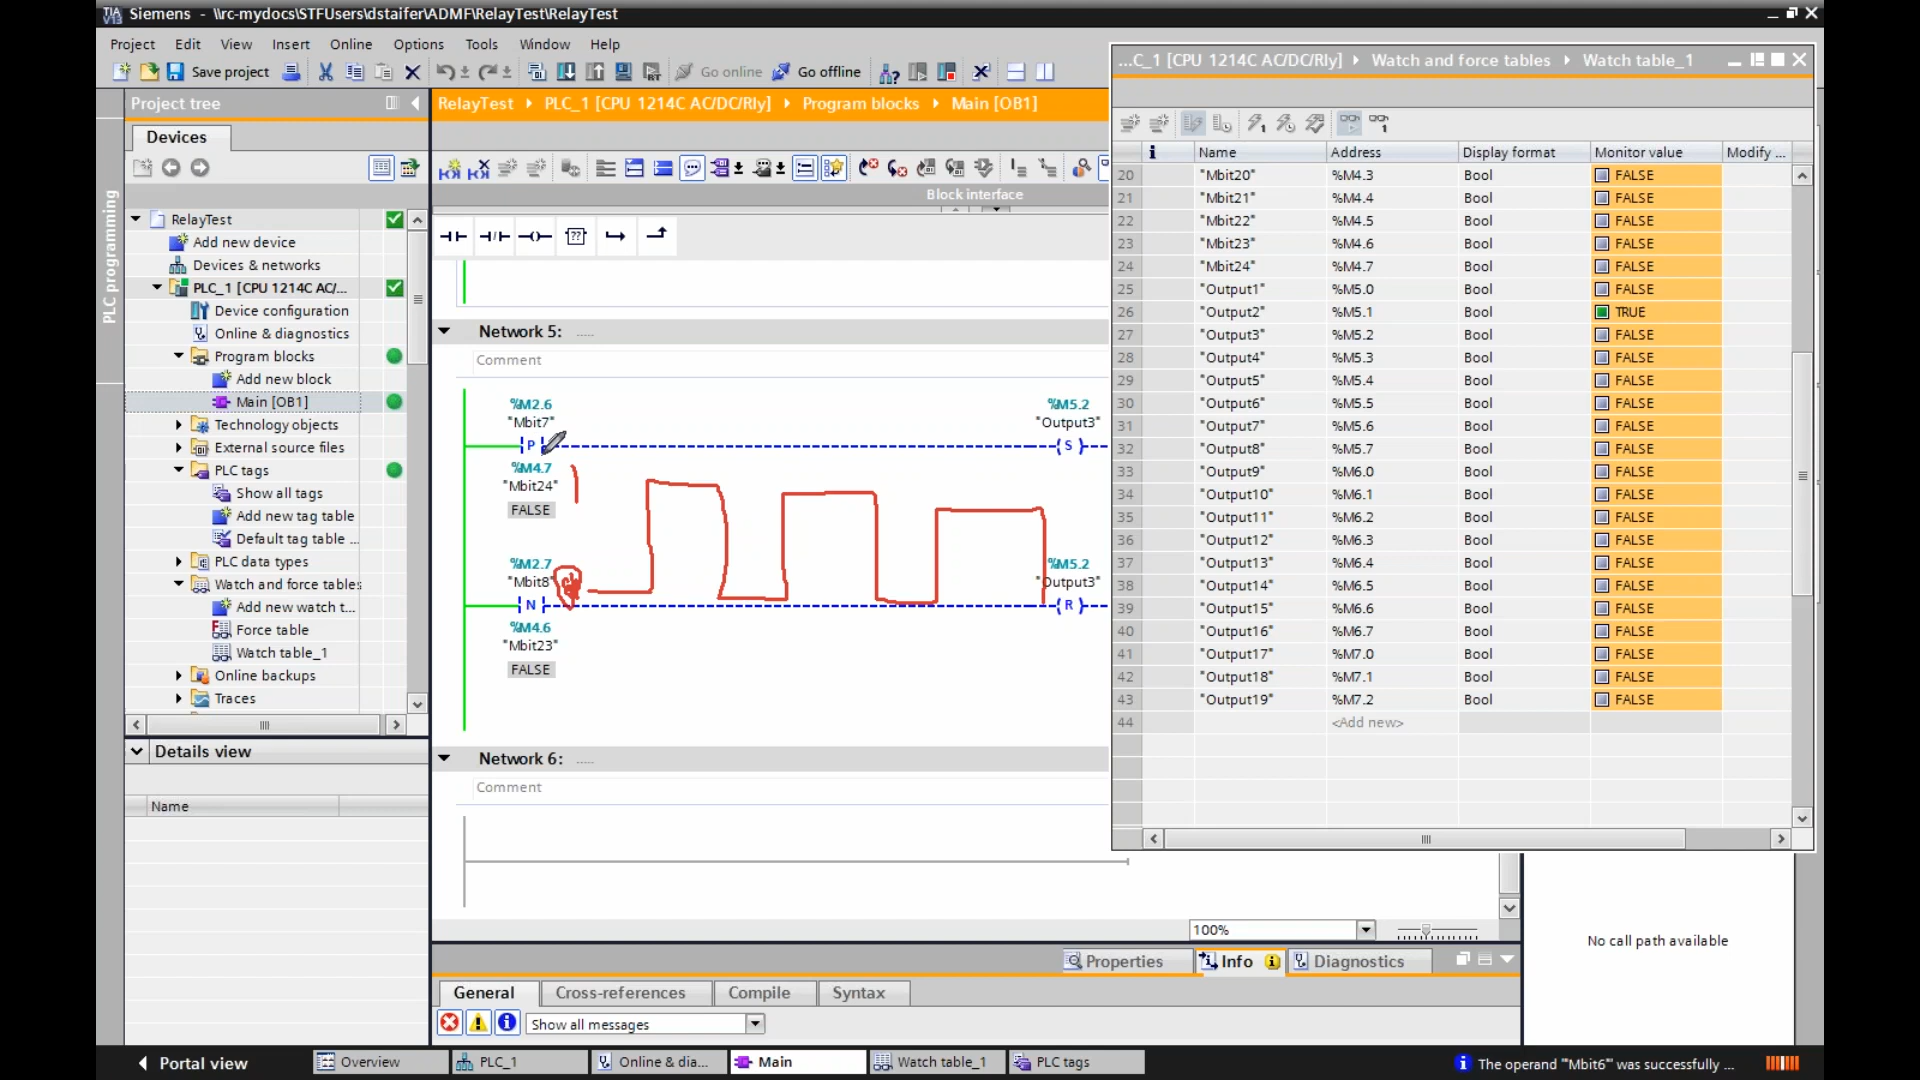 Siemens - \\rc-mydocs\STFUsers\dstaifer\ADMF\RelayTest\RelayTest
Project Edit View Insert Online Options Tools Window Help
Save project Go online Go offline
Project tree
Devices
PLC programming
RelayTest
Add new device
Devices & networks
PLC_1 [CPU 1214C AC/...
Device configuration
Online & diagnostics
Program blocks
Add new block
Main [OB1]
Technology objects
External source files
PLC tags
Show all tags
Add new tag table
Default tag table ...
PLC data types
Watch and force tables
Add new watch t...
Force table
Watch table_1
Online backups
Traces
Details view
Name
RelayTest PLC_1 [CPU 1214C AC/DC/Rly] Program blocks Main [OB1]
Block interface
??
Network 5: .....
Comment
%M2.6
"Mbit7"
P
%M4.7
"Mbit24"
FALSE
%M5.2
"Output3"
S
%M2.7
"Mbit8"
N
%M4.6
"Mbit23"
FALSE
%M5.2
"Output3"
R
Network 6: .....
Comment
100%
...C_1 [CPU 1214C AC/DC/Rly] Watch and force tables Watch table_1
i Name Address Display format Monitor value Modify ...
20 "Mbit20" %M4.3 Bool FALSE
21 "Mbit21" %M4.4 Bool FALSE
22 "Mbit22" %M4.5 Bool FALSE
23 "Mbit23" %M4.6 Bool FALSE
24 "Mbit24" %M4.7 Bool FALSE
25 "Output1" %M5.0 Bool FALSE
26 "Output2" %M5.1 Bool TRUE
27 "Output3" %M5.2 Bool FALSE
28 "Output4" %M5.3 Bool FALSE
29 "Output5" %M5.4 Bool FALSE
30 "Output6" %M5.5 Bool FALSE
31 "Output7" %M5.6 Bool FALSE
32 "Output8" %M5.7 Bool FALSE
33 "Output9" %M6.0 Bool FALSE
34 "Output10" %M6.1 Bool FALSE
35 "Output11" %M6.2 Bool FALSE
36 "Output12" %M6.3 Bool FALSE
37 "Output13" %M6.4 Bool FALSE
38 "Output14" %M6.5 Bool FALSE
39 "Output15" %M6.6 Bool FALSE
40 "Output16" %M6.7 Bool FALSE
41 "Output17" %M7.0 Bool FALSE
42 "Output18" %M7.1 Bool FALSE
43 "Output19" %M7.2 Bool FALSE
44 <Add new>
No call path available
Properties Info Diagnostics
General Cross-references Compile Syntax
Show all messages
Portal view Overview PLC_1 Online & dia... Main Watch table_1 PLC tags
The operand '"Mbit6"' was successfully ...